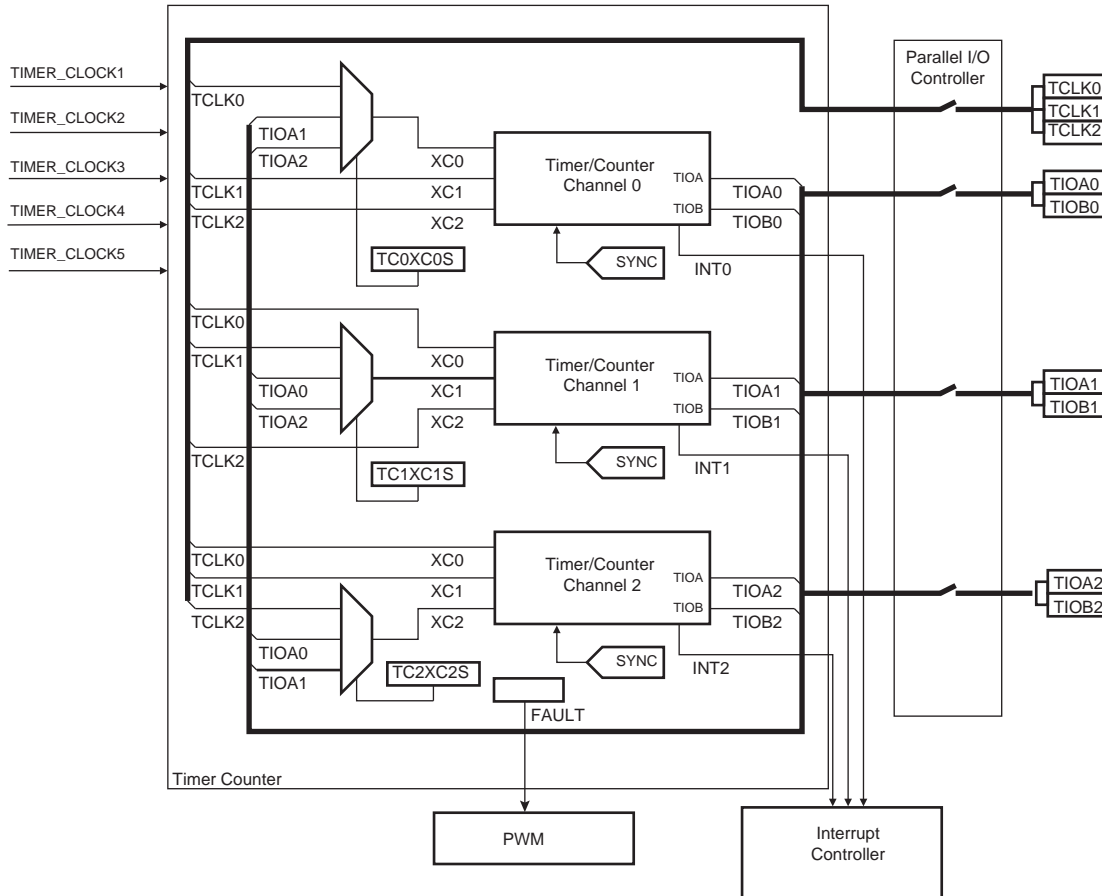 TIMER_CLOCK1
TIMER_CLOCK2
TIMER_CLOCK3
TIMER_CLOCK4
TIMER_CLOCK5
TCLK0
TIOA1
TIOA2
TCLK1
TCLK2
XC0
XC1
XC2
TC0XC0S
Timer/Counter
Channel 0
TIOA
TIOB
TIOA0
TIOB0
SYNC
INT0
TCLK0
TCLK1
TIOA0
TIOA2
TCLK2
XC0
XC1
XC2
TC1XC1S
Timer/Counter
Channel 1
TIOA
TIOB
TIOA1
TIOB1
SYNC
INT1
TCLK0
TCLK1
TCLK2
TIOA0
TIOA1
XC0
XC1
XC2
TC2XC2S
Timer/Counter
Channel 2
TIOA
TIOB
TIOA2
TIOB2
SYNC
INT2
FAULT
Timer Counter
PWM
Interrupt
Controller
Parallel I/O
Controller
TCLK0
TCLK1
TCLK2
TIOA0
TIOB0
TIOA1
TIOB1
TIOA2
TIOB2